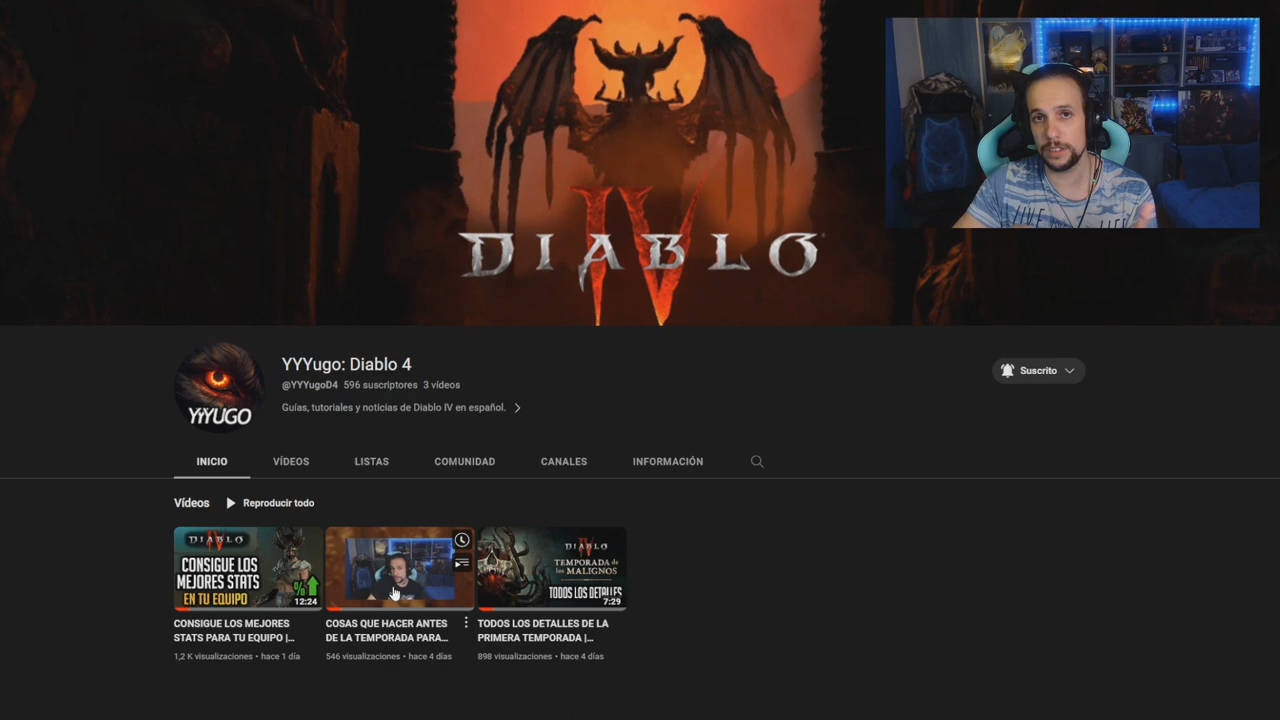 DIABLO
IV
YYYUGO
YYYugo: Diablo 4
@YYYugoD4 596 suscriptores 3 vídeos
Guías, tutoriales y noticias de Diablo IV en español.
Suscrito
INICIO VÍDEOS LISTAS COMUNIDAD CANALES INFORMACIÓN
Vídeos Reproducir todo
DIABLO
IV
CONSIGUE LOS
MEJORES STATS
EN TU EQUIPO
%
12:24
DIABLO
IV
TEMPORADA de
los MALIGNOS
TODOS LOS DETALLES
7:29
CONSIGUE LOS MEJORES
STATS PARA TU EQUIPO |...
1,2 K visualizaciones • hace 1 día
COSAS QUE HACER ANTES
DE LA TEMPORADA PARA...
546 visualizaciones • hace 4 días
TODOS LOS DETALLES DE LA
PRIMERA TEMPORADA |...
898 visualizaciones • hace 4 días